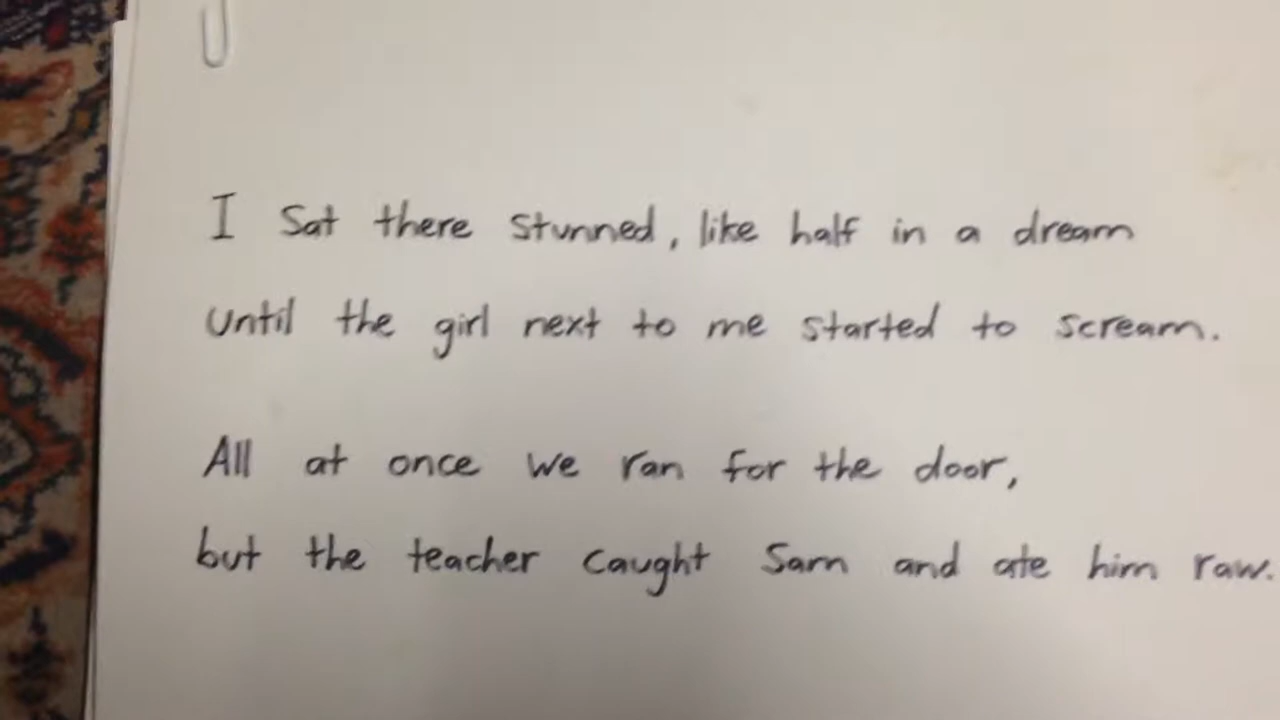 I sat there stunned, like half in a dream
until the girl next to me started to scream.
All at once we ran for the door,
but the teacher caught Sam and ate him raw.